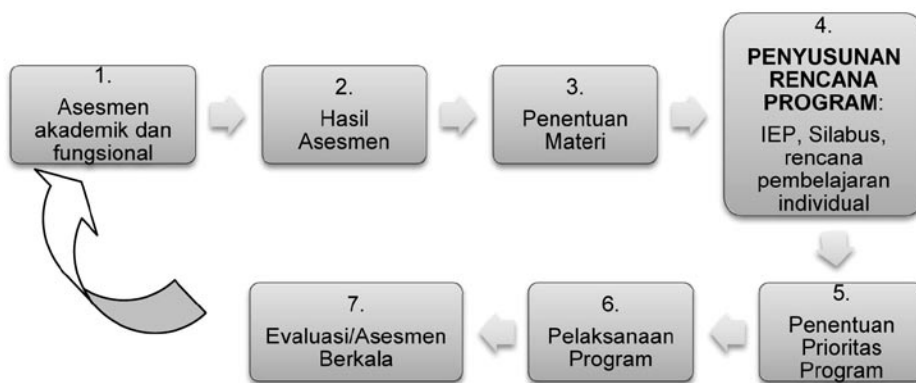 1.
Asesmen
akademik dan
fungsional
2.
Hasil
Asesmen
3.
Penentuan
Materi
4.
PENYUSUNAN
RENCANA
PROGRAM:
IEP, Silabus,
rencana
pembelajaran
individual
5.
Penentuan
Prioritas
Program
6.
Pelaksanaan
Program
7.
Evaluasi/Asesmen
Berkala